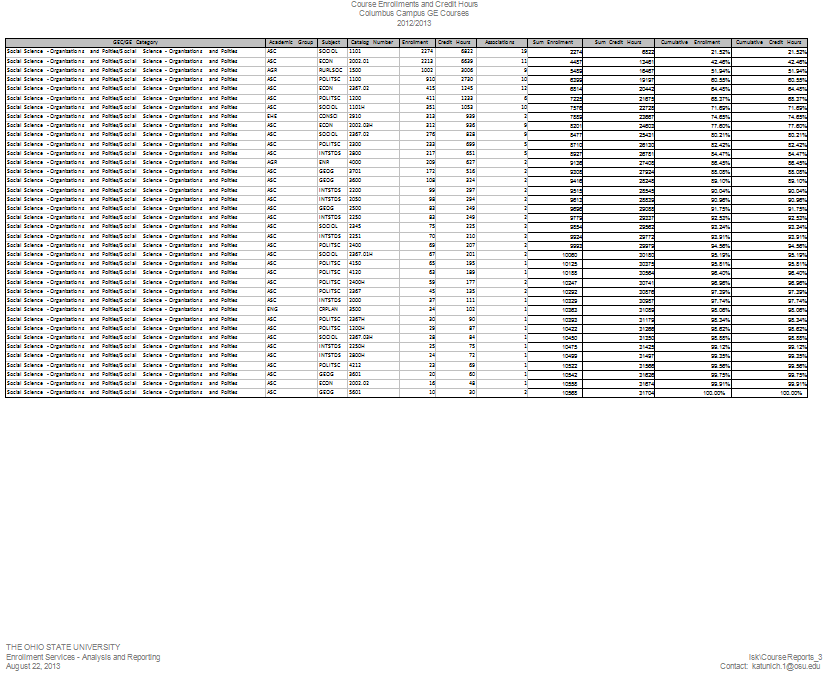 Course Enrollments and Credit Hours
Columbus Campus GE Courses
2012/2013
GEC/GE Category Academic Group Subject Catalog Number Enrollment Credit Hours Associations Sum Enrollment Sum Credit Hours Cumulative Enrollment Cumulative Credit Hours
Social Science - Organizations and Polities/Social Science - Organizations and Polities ASC SOCIOL 1101 2274 6822 19 2274 6822 21.52% 21.52%
Social Science - Organizations and Polities/Social Science - Organizations and Polities ASC ECON 2002.01 2213 6639 11 4487 13461 42.46% 42.46%
Social Science - Organizations and Polities/Social Science - Organizations and Polities AGR RURLSOC 1500 1002 3006 9 5489 16467 51.94% 51.94%
Social Science - Organizations and Polities/Social Science - Organizations and Polities ASC POLITSC 1100 910 2730 10 6399 19197 60.55% 60.55%
Social Science - Organizations and Polities/Social Science - Organizations and Polities ASC ECON 2367.02 415 1245 12 6814 20442 64.48% 64.48%
Social Science - Organizations and Polities/Social Science - Organizations and Polities ASC POLITSC 1200 411 1233 6 7225 21675 68.37% 68.37%
Social Science - Organizations and Polities/Social Science - Organizations and Polities ASC SOCIOL 1101H 351 1053 10 7576 22728 71.69% 71.69%
Social Science - Organizations and Polities/Social Science - Organizations and Polities EHE CONSCI 2910 313 939 2 7889 23667 74.65% 74.65%
Social Science - Organizations and Polities/Social Science - Organizations and Polities ASC ECON 2002.03H 312 936 9 8201 24603 77.60% 77.60%
Social Science - Organizations and Polities/Social Science - Organizations and Polities ASC SOCIOL 2367.02 276 828 9 8477 25431 80.21% 80.21%
Social Science - Organizations and Polities/Social Science - Organizations and Polities ASC POLITSC 233 699 5 8710 26130 82.42% 82.42%
Social Science - Organizations and Polities/Social Science - Organizations and Polities ASC INTSTDS 217 651 5 8927 26781 84.47% 84.47%
Social Science - Organizations and Polities/Social Science - Organizations and Polities AGR ENR 4000 209 627 2 9136 27408 86.45% 86.45%
Social Science - Organizations and Polities/Social Science - Organizations and Polities ASC GEOG 3701 172 516 2 9308 27924 88.08% 88.08%
Social Science - Organizations and Polities/Social Science - Organizations and Polities ASC GEOG 3600 108 324 2 9416 28248 89.10% 89.10%
Social Science - Organizations and Polities/Social Science - Organizations and Polities ASC INTSTDS 2200 99 297 2 9515 28545 90.04% 90.04%
Social Science - Organizations and Polities/Social Science - Organizations and Polities ASC INTSTDS 2050 98 294 2 9613 28839 90.96% 90.96%
Social Science - Organizations and Polities/Social Science - Organizations and Polities ASC GEOG 2500 83 249 2 9696 29088 91.75% 91.75%
Social Science - Organizations and Polities/Social Science - Organizations and Polities ASC INTSTDS 2250 83 249 2 9779 29337 92.53% 92.53%
Social Science - Organizations and Polities/Social Science - Organizations and Polities ASC SOCIOL 2345 75 225 2 9854 29562 93.24% 93.24%
Social Science - Organizations and Polities/Social Science - Organizations and Polities ASC INTSTDS 2251 70 210 2 9924 29772 93.91% 93.91%
Social Science - Organizations and Polities/Social Science - Organizations and Polities ASC POLITSC 2400 69 207 2 9993 29979 94.56% 94.56%
Social Science - Organizations and Polities/Social Science - Organizations and Polities ASC SOCIOL 2367.01H 67 201 2 10060 30180 95.19% 95.19%
Social Science - Organizations and Polities/Social Science - Organizations and Polities ASC POLITSC 4150 65 195 1 10125 30375 95.81% 95.81%
Social Science - Organizations and Polities/Social Science - Organizations and Polities ASC POLITSC 4120 63 189 1 10188 30564 96.40% 96.40%
Social Science - Organizations and Polities/Social Science - Organizations and Polities ASC POLITSC 2400H 59 177 2 10247 30741 96.96% 96.96%
Social Science - Organizations and Polities/Social Science - Organizations and Polities ASC POLITSC 2367 45 135 2 10292 30876 97.39% 97.39%
Social Science - Organizations and Polities/Social Science - Organizations and Polities ASC INTSTDS 2000 37 111 1 10329 30987 97.74% 97.74%
Social Science - Organizations and Polities/Social Science - Organizations and Polities ENG CRPLAN 3500 34 102 1 10363 31089 98.06% 98.06%
Social Science - Organizations and Polities/Social Science - Organizations and Polities ASC POLITSC 2367H 30 90 1 10393 31179 98.34% 98.34%
Social Science - Organizations and Polities/Social Science - Organizations and Polities ASC POLITSC 1200H 29 87 1 10422 31266 98.62% 98.62%
Social Science - Organizations and Polities/Social Science - Organizations and Polities ASC SOCIOL 2367.03H 28 84 1 10450 31350 98.88% 98.88%
Social Science - Organizations and Polities/Social Science - Organizations and Polities ASC INTSTDS 2250H 25 75 1 10475 31425 99.12% 99.12%
Social Science - Organizations and Polities/Social Science - Organizations and Polities ASC INTSTDS 2800H 24 72 1 10499 31497 99.35% 99.35%
Social Science - Organizations and Polities/Social Science - Organizations and Polities ASC POLITSC 4212 23 69 1 10522 31566 99.56% 99.56%
Social Science - Organizations and Polities/Social Science - Organizations and Polities ASC GEOG 3601 20 60 1 10542 31626 99.75% 99.75%
Social Science - Organizations and Polities/Social Science - Organizations and Polities ASC ECON 2002.02 16 48 1 10558 31674 99.91% 99.91%
Social Science - Organizations and Polities/Social Science - Organizations and Polities ASC GEOG 5601 10 30 2 10568 31704 100.00% 100.00%
THE OHIO STATE UNIVERSITY
Enrollment Services - Analysis and Reporting
August 22, 2013
lsk\CourseReports_3
Contact: katunich.1@osu.edu